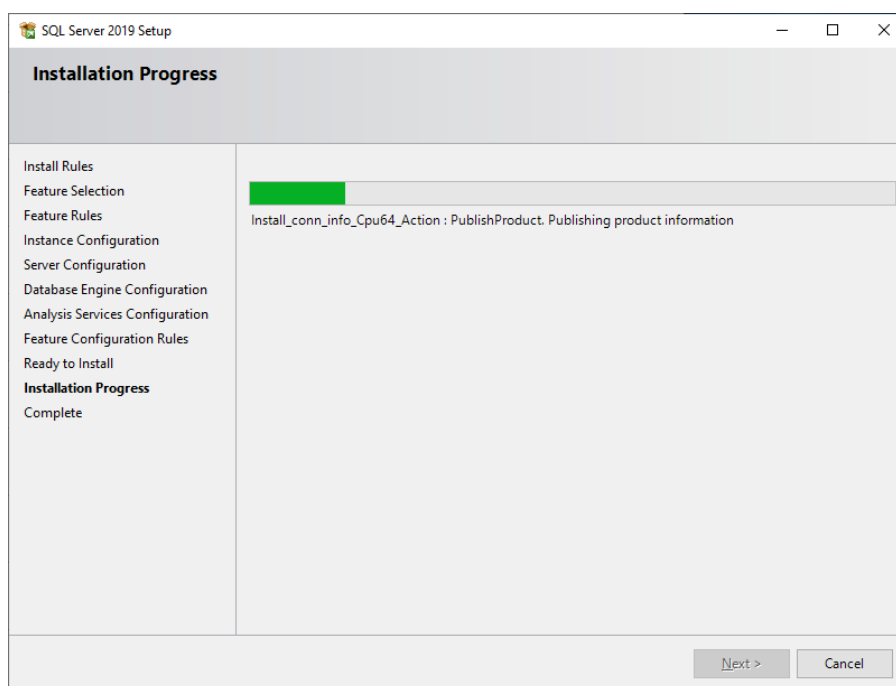 SQL Server 2019 Setup
Installation Progress
Install Rules
Feature Selection
Feature Rules
Instance Configuration
Server Configuration
Database Engine Configuration
Analysis Services Configuration
Feature Configuration Rules
Ready to Install
Installation Progress
Complete
Install_conn_info_Cpu64_Action : PublishProduct. Publishing product information
Next >
Cancel